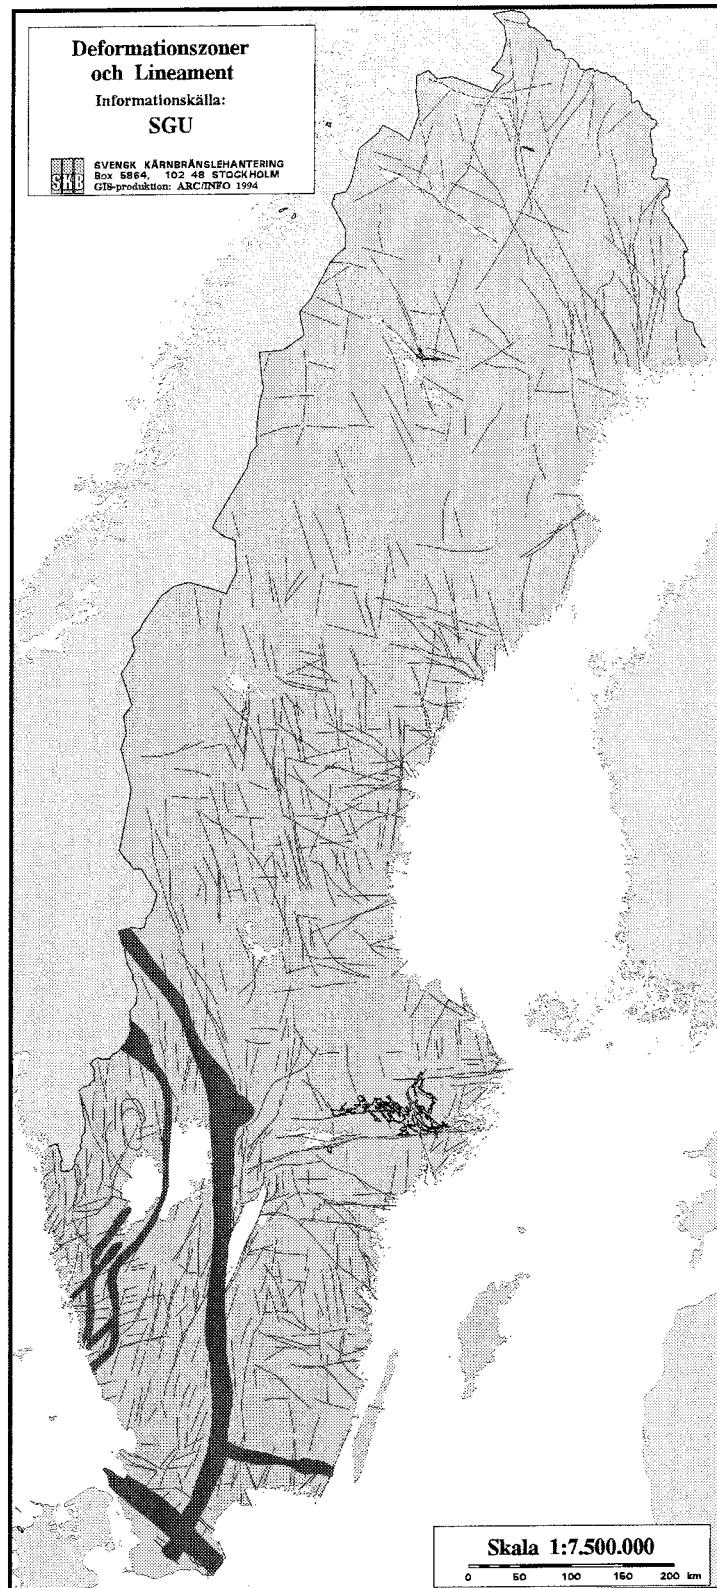 Deformationszoner
och Lineament
Informationskälla:
SGU
SKB
SVENSK KÄRNBRÄNSLEHANTERING
Box 5864, 102 48 STOCKHOLM
GIS-produktion: ARC/INFO 1994
Skala 1:7.500.000
0 50 100 150 200 km